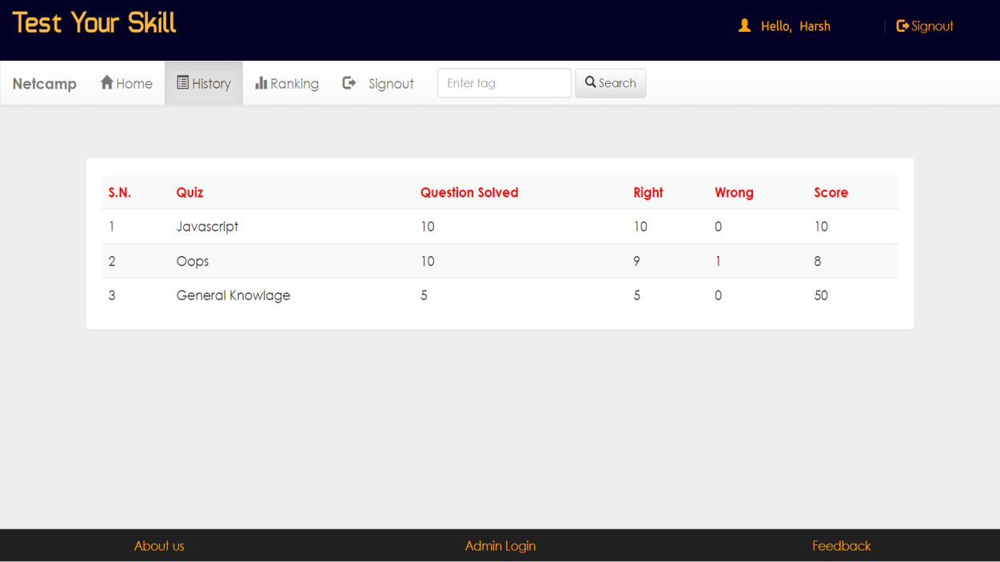 Test Your Skill
Hello, Harsh | Signout
Netcamp Home History Ranking Signout Enter tag Search
S.N. Quiz Question Solved Right Wrong Score
1 Javascript 10 10 0 10
2 Oops 10 9 1 8
3 General Knowlage 5 5 0 50
About us Admin Login Feedback